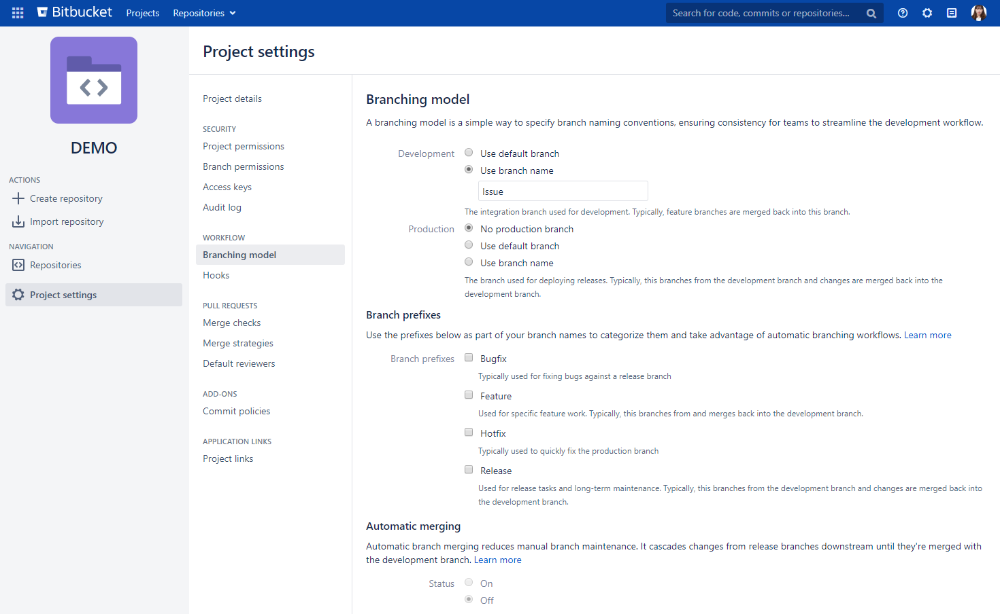 Bitbucket Projects Repositories Search for code, commits or repositories...
DEMO
ACTIONS
Create repository
Import repository
NAVIGATION
Repositories
Project settings
Project settings
Project details
SECURITY
Project permissions
Branch permissions
Access keys
Audit log
WORKFLOW
Branching model
Hooks
PULL REQUESTS
Merge checks
Merge strategies
Default reviewers
ADD-ONS
Commit policies
APPLICATION LINKS
Project links
Branching model
A branching model is a simple way to specify branch naming conventions, ensuring consistency for teams to streamline the development workflow.
Development Use default branch
Use branch name
Issue
The integration branch used for development. Typically, feature branches are merged back into this branch.
Production No production branch
Use default branch
Use branch name
The branch used for deploying releases. Typically, this branches from the development branch and changes are merged back into the
development branch.
Branch prefixes
Use the prefixes below as part of your branch names to categorize them and take advantage of automatic branching workflows. Learn more
Branch prefixes Bugfix
Typically used for fixing bugs against a release branch
Feature
Used for specific feature work. Typically, this branches from and merges back into the development branch.
Hotfix
Typically used to quickly fix the production branch
Release
Used for release tasks and long-term maintenance. Typically, this branches from the development branch and changes are merged back into
the development branch.
Automatic merging
Automatic branch merging reduces manual branch maintenance. It cascades changes from release branches downstream until they're merged with
the development branch. Learn more
Status On
Off